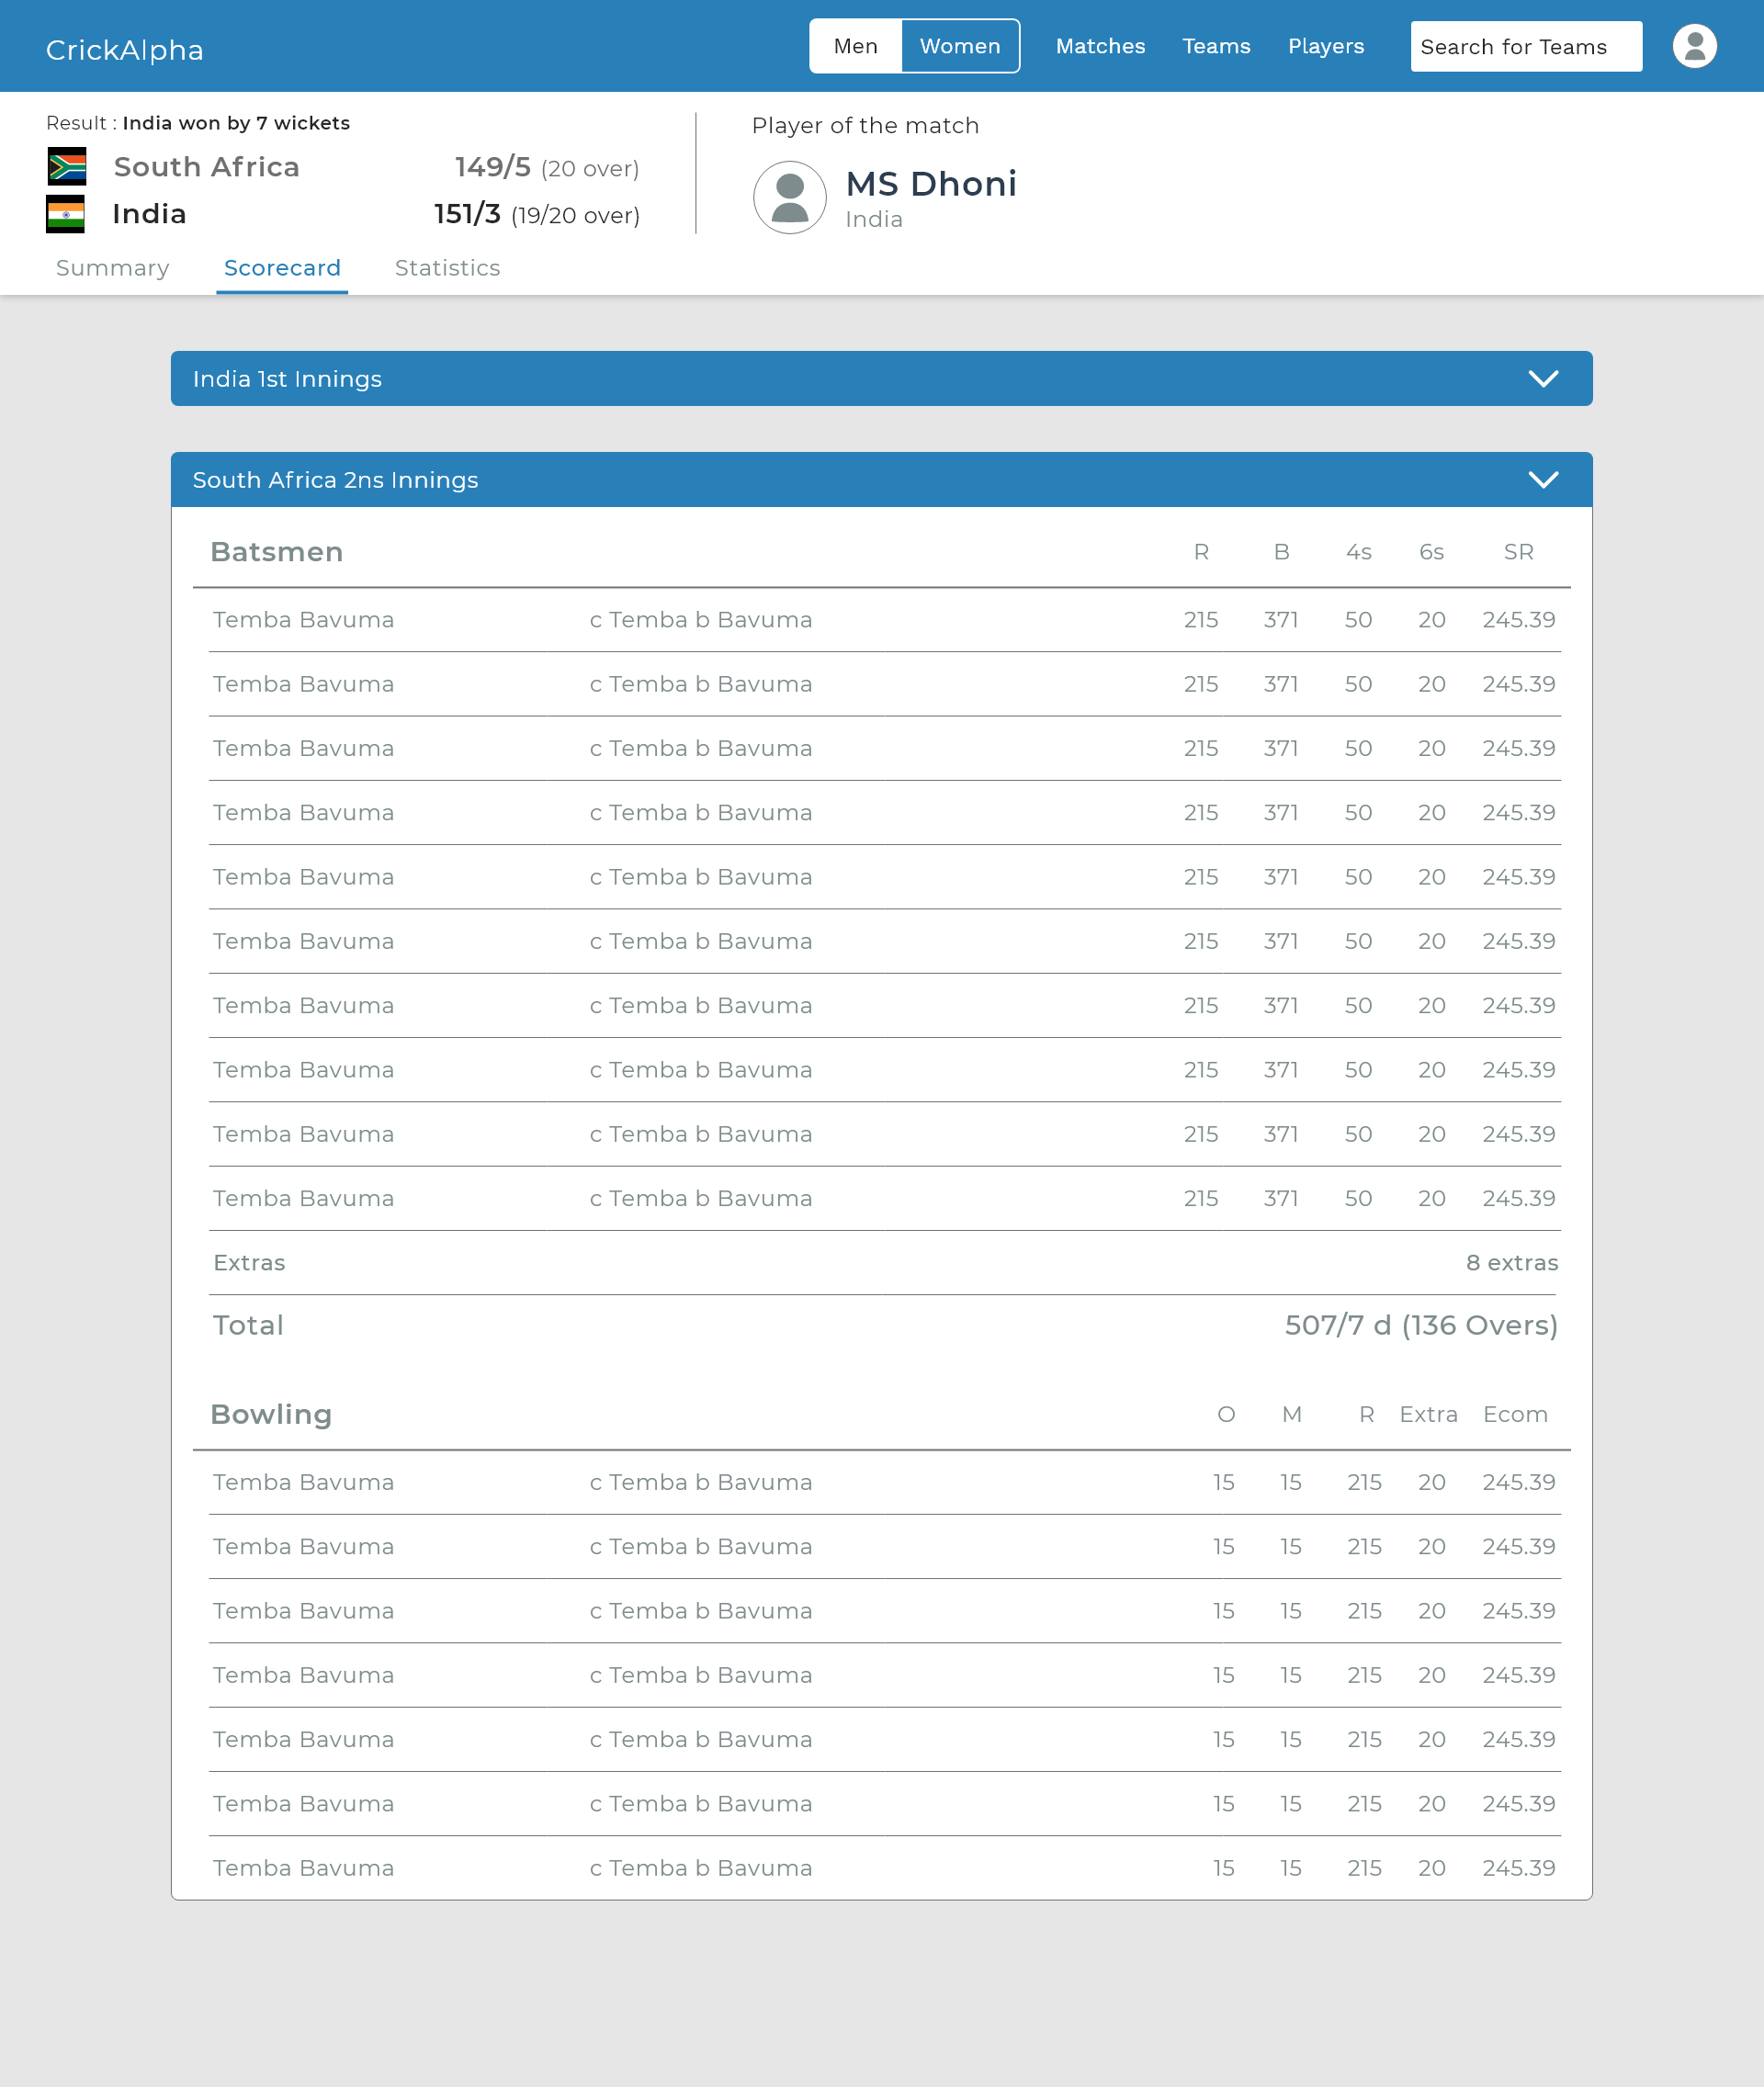 CrickAlpha Men Women Matches Teams Players Search for Teams
Result : India won by 7 wickets
South Africa 149/5 (20 over)
India 151/3 (19/20 over)
Player of the match
MS Dhoni
India
Summary Scorecard Statistics
India 1st Innings
South Africa 2ns Innings
Batsmen R B 4s 6s SR
Temba Bavuma c Temba b Bavuma 215 371 50 20 245.39
Temba Bavuma c Temba b Bavuma 215 371 50 20 245.39
Temba Bavuma c Temba b Bavuma 215 371 50 20 245.39
Temba Bavuma c Temba b Bavuma 215 371 50 20 245.39
Temba Bavuma c Temba b Bavuma 215 371 50 20 245.39
Temba Bavuma c Temba b Bavuma 215 371 50 20 245.39
Temba Bavuma c Temba b Bavuma 215 371 50 20 245.39
Temba Bavuma c Temba b Bavuma 215 371 50 20 245.39
Temba Bavuma c Temba b Bavuma 215 371 50 20 245.39
Temba Bavuma c Temba b Bavuma 215 371 50 20 245.39
Extras 8 extras
Total 507/7 d (136 Overs)
Bowling O M R Extra Ecom
Temba Bavuma c Temba b Bavuma 15 15 215 20 245.39
Temba Bavuma c Temba b Bavuma 15 15 215 20 245.39
Temba Bavuma c Temba b Bavuma 15 15 215 20 245.39
Temba Bavuma c Temba b Bavuma 15 15 215 20 245.39
Temba Bavuma c Temba b Bavuma 15 15 215 20 245.39
Temba Bavuma c Temba b Bavuma 15 15 215 20 245.39
Temba Bavuma c Temba b Bavuma 15 15 215 20 245.39